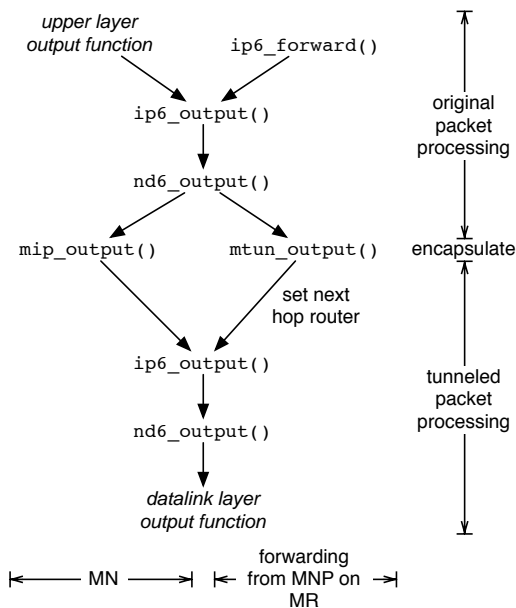 upper layer
output function
ip6_forward()
ip6_output()
original
packet
processing
nd6_output()
mip_output()
mtun_output()
encapsulate
set next
hop router
ip6_output()
tunneled
packet
processing
nd6_output()
datalink layer
output function
MN
forwarding
from MNP on
MR